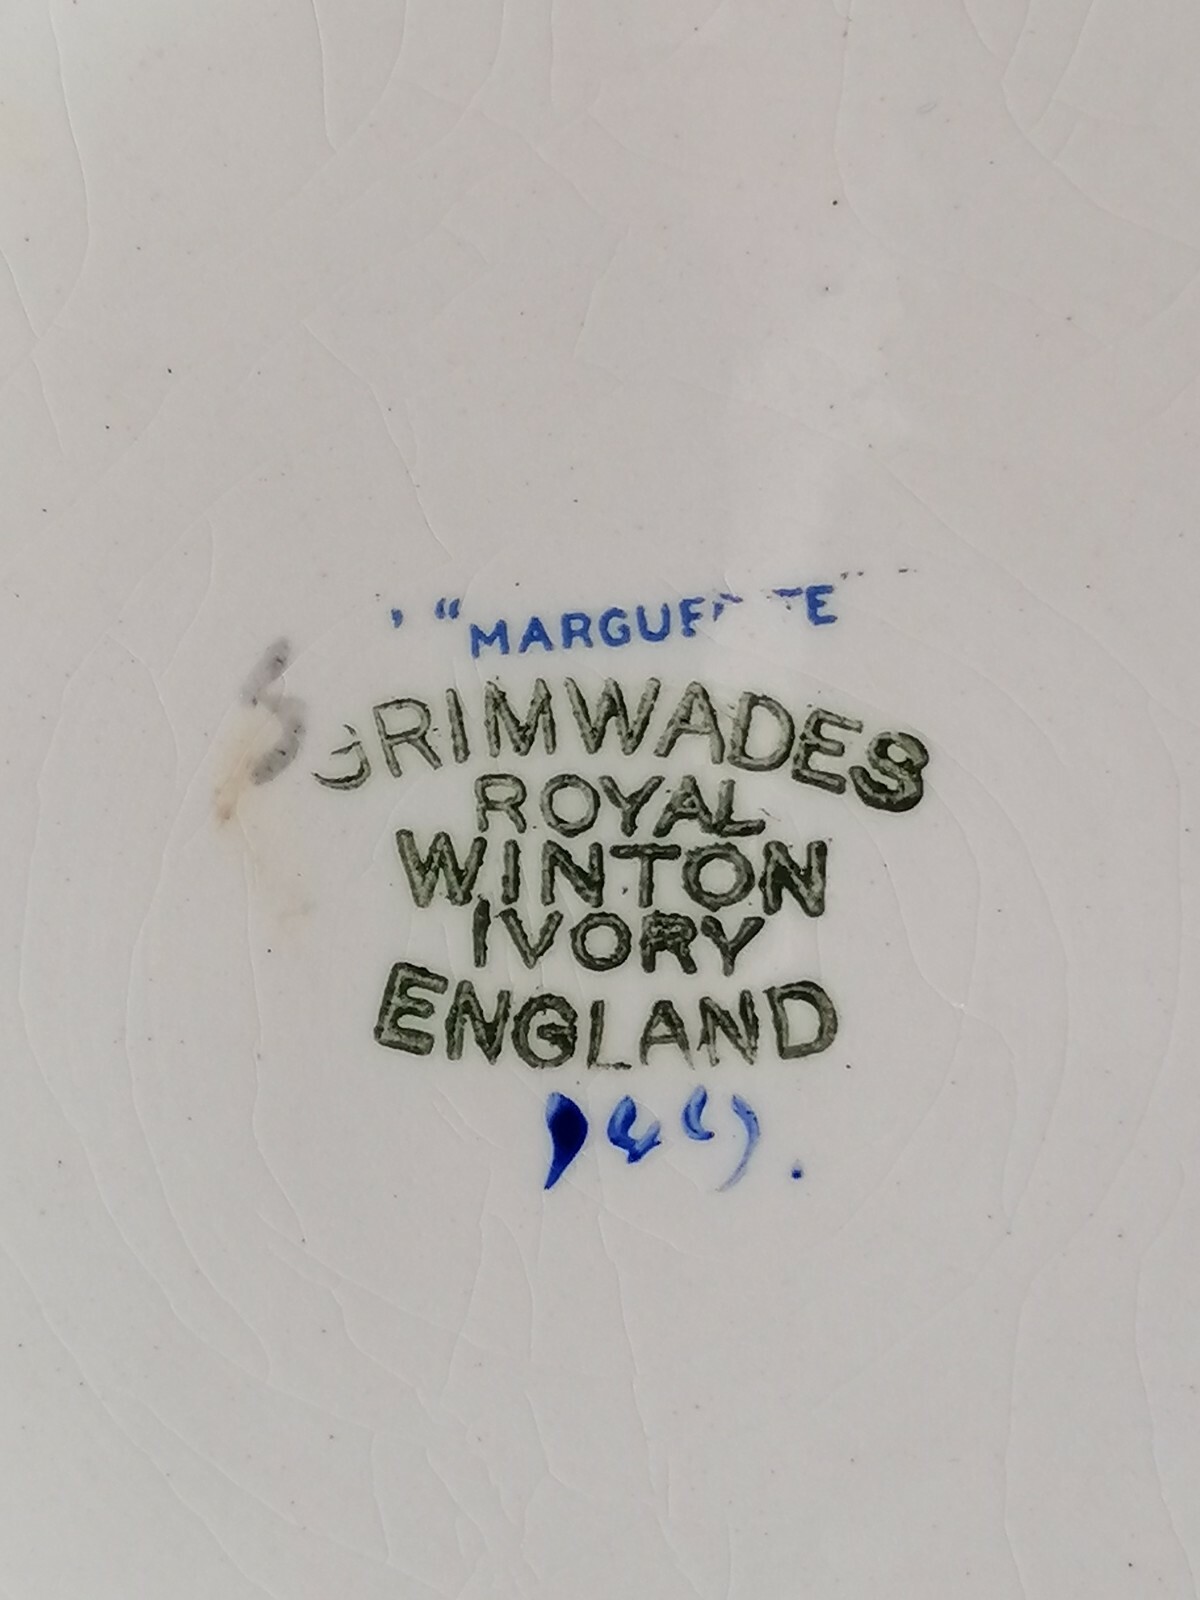 GRIMWADES
ROYAL
WINTON
IVORY
ENGLAND